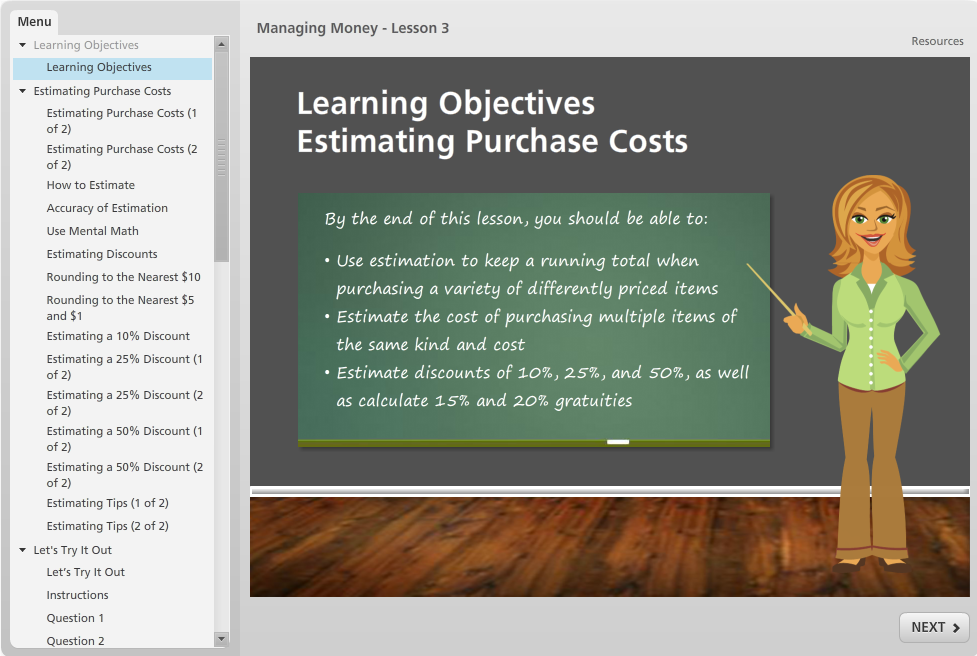 Menu
Learning Objectives
Learning Objectives
Estimating Purchase Costs
Estimating Purchase Costs (1
of 2)
Estimating Purchase Costs (2
of 2)
How to Estimate
Accuracy of Estimation
Use Mental Math
Estimating Discounts
Rounding to the Nearest $10
Rounding to the Nearest $5
and $1
Estimating a 10% Discount
Estimating a 25% Discount (1
of 2)
Estimating a 25% Discount (2
of 2)
Estimating a 50% Discount (1
of 2)
Estimating a 50% Discount (2
of 2)
Estimating Tips (1 of 2)
Estimating Tips (2 of 2)
Let's Try It Out
Let's Try It Out
Instructions
Question 1
Question 2
Managing Money - Lesson 3
Resources
Learning Objectives
Estimating Purchase Costs
By the end of this lesson, you should be able to:
• Use estimation to keep a running total when
purchasing a variety of differently priced items
• Estimate the cost of purchasing multiple items of
the same kind and cost
• Estimate discounts of 10%, 25%, and 50%, as well
as calculate 15% and 20% gratuities
NEXT